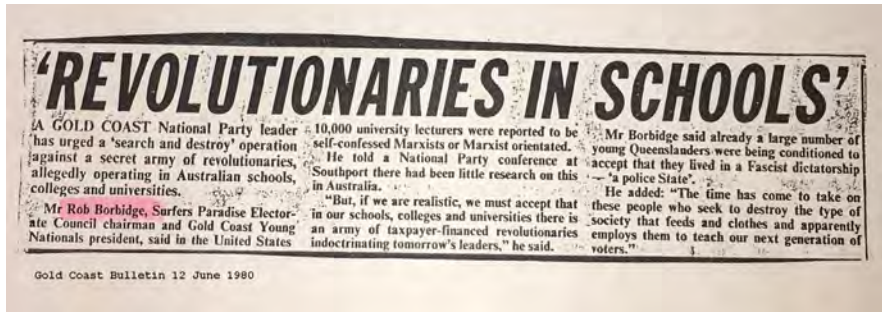 'REVOLUTIONARIES IN SCHOOLS'
A GOLD COAST National Party leader
has urged a 'search and destroy' operation
against a secret army of revolutionaries,
allegedly operating in Australian schools,
colleges and universities.
Mr Rob Borbidge, Surfers Paradise Elector-
ate Council chairman and Gold Coast Young
Nationals president, said in the United States
10,000 university lecturers were reported to be
self-confessed Marxists or Marxist orientated.
He told a National Party conference at
Southport there had been little research on this
in Australia.
"But, if we are realistic, we must accept that
in our schools, colleges and universities there is
an army of taxpayer-financed revolutionaries
indoctrinating tomorrow's leaders," he said.
Mr Borbidge said already a large number of
young Queenslanders were being conditioned to
accept that they lived in a Fascist dictatorship
— 'a police State'.
He added: "The time has come to take on
these people who seek to destroy the type of
society that feeds and clothes and apparently
employs them to teach our next generation of
voters."
Gold Coast Bulletin 12 June 1980